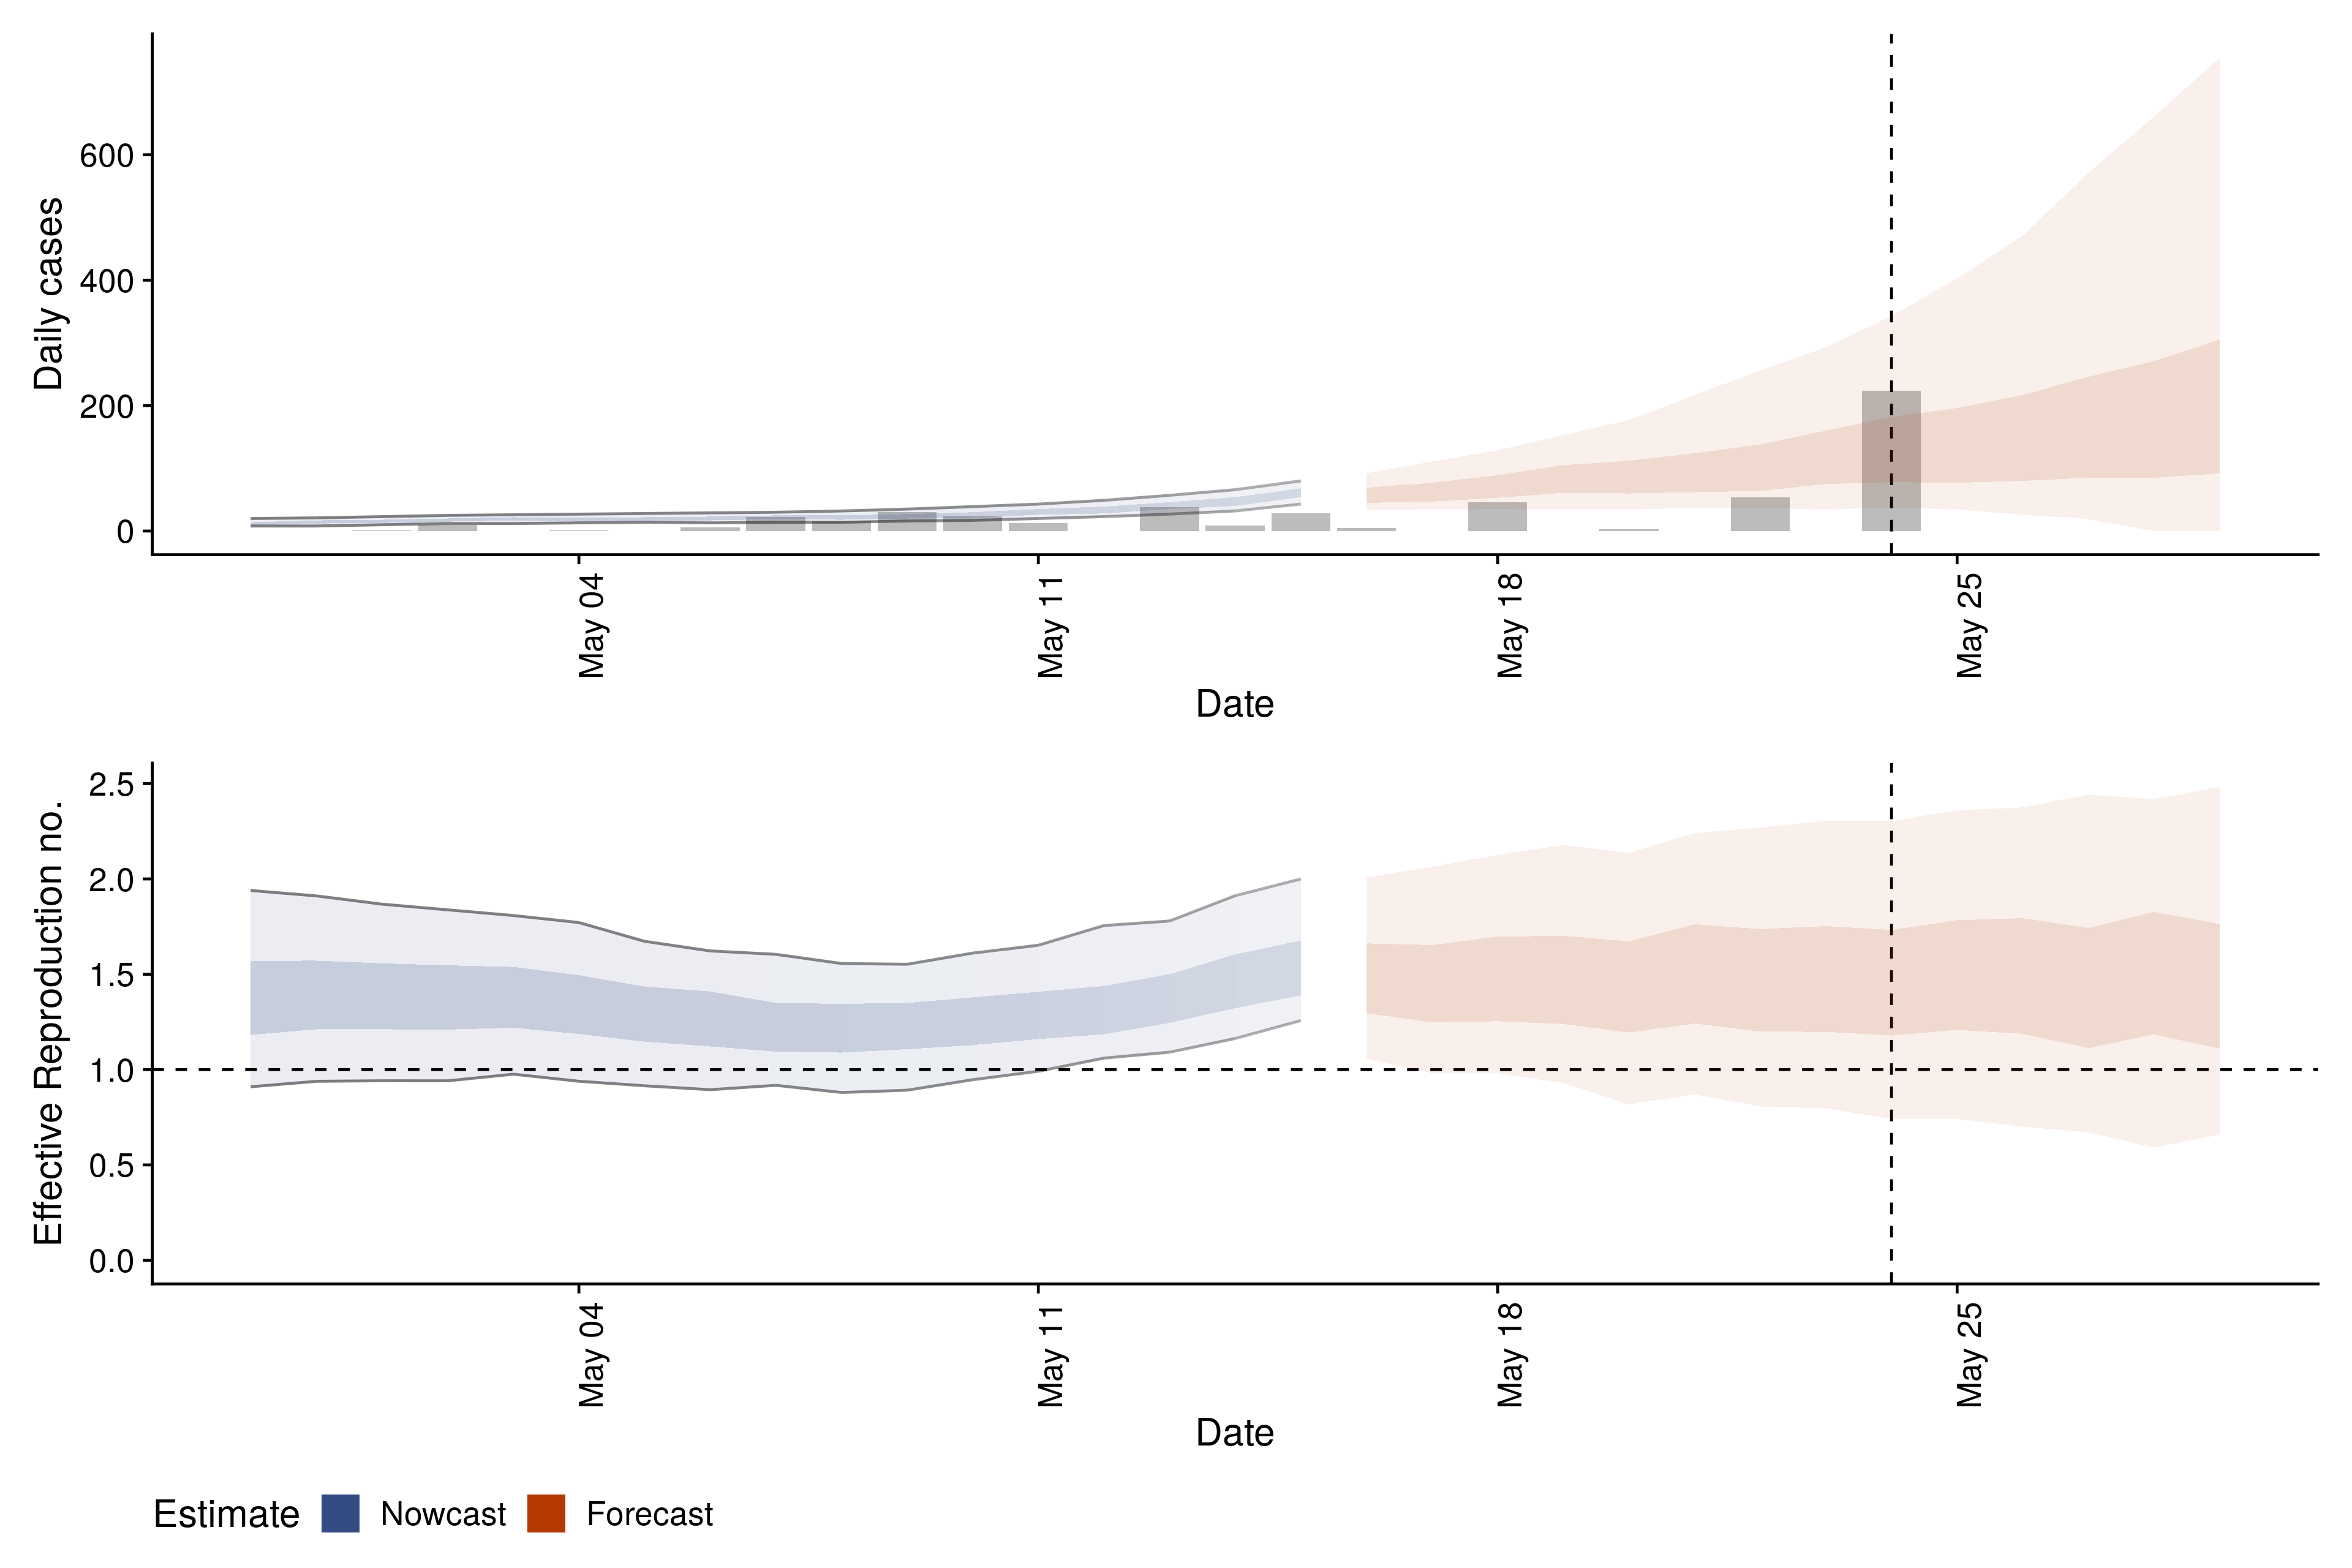 Daily cases
600
400
200
0
May 04
May 11
May 18
May 25
Date
Effective Reproduction no.
2.5
2.0
1.5
1.0
0.5
0.0
May 04
May 11
May 18
May 25
Date
Estimate Nowcast Forecast